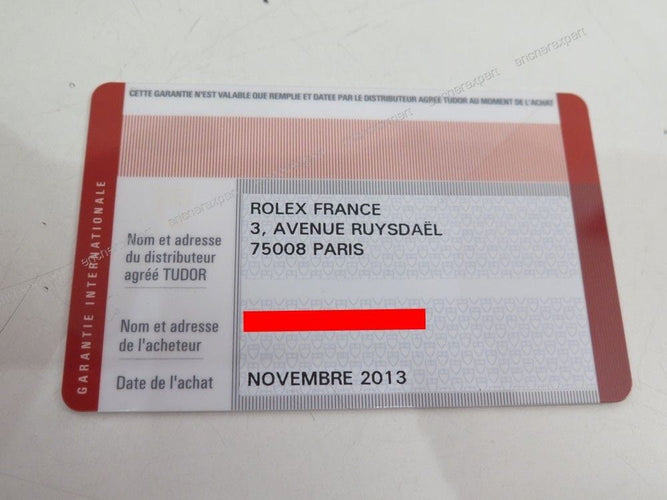 CETTE GARANTIE N'EST VALABLE QUE REMPLIE ET DATEE PAR LE DISTRIBUTEUR AGREE TUDOR AU MOMENT DE L'ACHAT
GARANTIE INTERNATIONALE
Nom et adresse
du distributeur
agréé TUDOR
ROLEX FRANCE
3, AVENUE RUYSDAËL
75008 PARIS
Nom et adresse
de l'acheteur
Date de l'achat
NOVEMBRE 2013